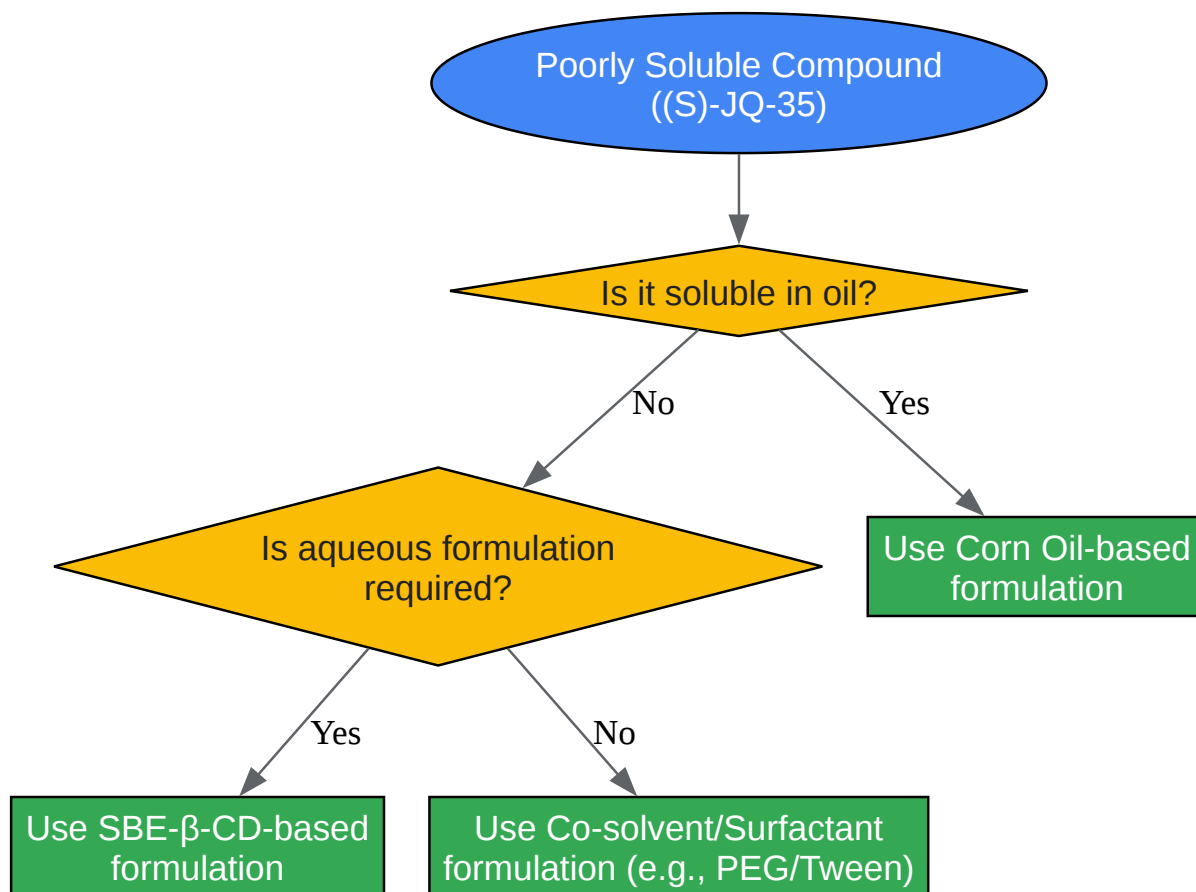 Poorly Soluble Compound
((S)-JQ-35)
Is it soluble in oil?
No
Yes
Is aqueous formulation
required?
Use Corn Oil-based
formulation
Yes
No
Use SBE-β-CD-based
formulation
Use Co-solvent/Surfactant
formulation (e.g., PEG/Tween)